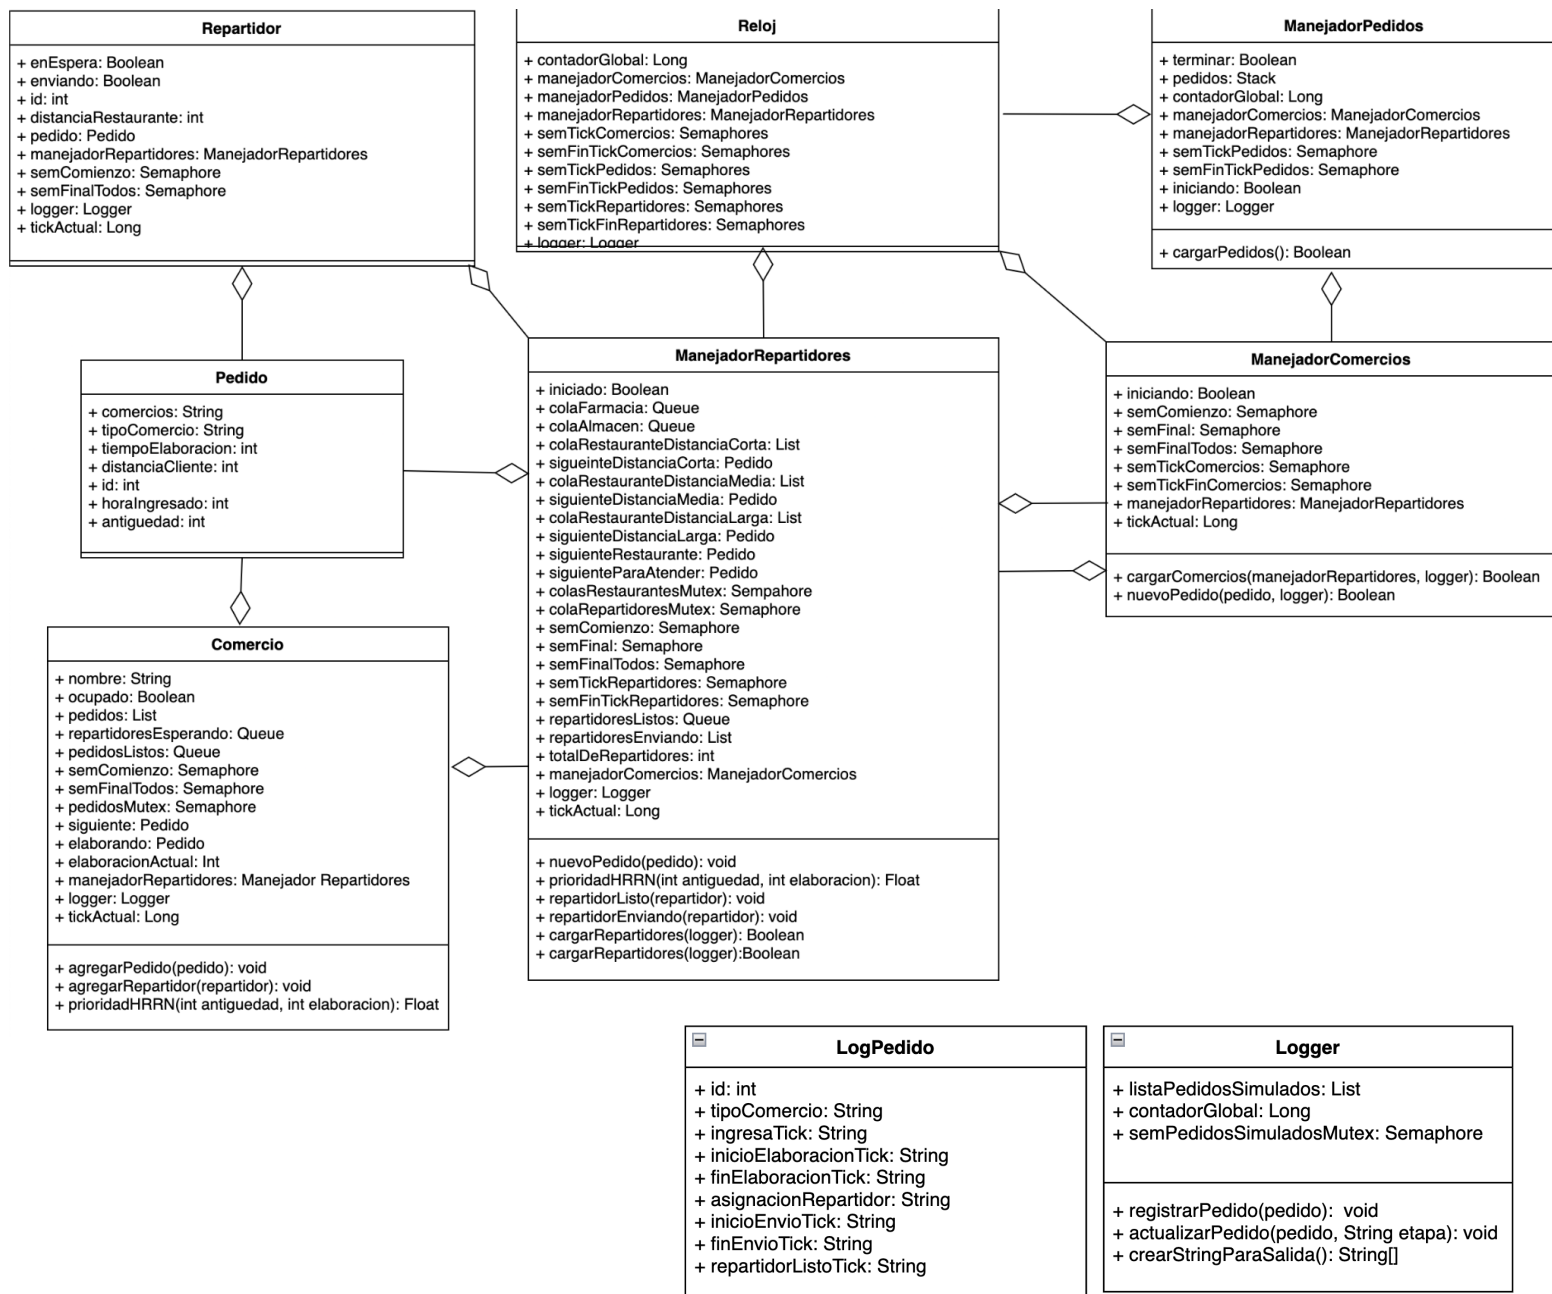 Repartidor
+ enEspera: Boolean
+ enviando: Boolean
+ id: int
+ distanciaRestaurante: int
+ pedido: Pedido
+ manejadorRepartidores: ManejadorRepartidores
+ semComienzo: Semaphore
+ semFinalTodos: Semaphore
+ logger: Logger
+ tickActual: Long
Reloj
+ contadorGlobal: Long
+ manejadorComercios: ManejadorComercios
+ manejadorPedidos: ManejadorPedidos
+ manejadorRepartidores: ManejadorRepartidores
+ semTickComercios: Semaphores
+ semFinTickComercios: Semaphores
+ semTickPedidos: Semaphores
+ semFinTickPedidos: Semaphores
+ semTickRepartidores: Semaphores
+ semTickFinRepartidores: Semaphores
+ logger: Logger
ManejadorPedidos
+ terminar: Boolean
+ pedidos: Stack
+ contadorGlobal: Long
+ manejadorComercios: ManejadorComercios
+ manejadorRepartidores: ManejadorRepartidores
+ semTickPedidos: Semaphore
+ semFinTickPedidos: Semaphore
+ iniciando: Boolean
+ logger: Logger
+ cargarPedidos(): Boolean
Pedido
+ comercios: String
+ tipoComercio: String
+ tiempoElaboracion: int
+ distanciaCliente: int
+ id: int
+ horaIngresado: int
+ antiguedad: int
ManejadorRepartidores
+ iniciado: Boolean
+ colaFarmacia: Queue
+ colaAlmacen: Queue
+ colaRestauranteDistanciaCorta: List
+ sigueinteDistanciaCorta: Pedido
+ colaRestauranteDistanciaMedia: List
+ siguienteDistanciaMedia: Pedido
+ colaRestauranteDistanciaLarga: List
+ siguienteDistanciaLarga: Pedido
+ siguienteRestaurante: Pedido
+ siguienteParaAtender: Pedido
+ colasRestaurantesMutex: Sempahore
+ colaRepartidoresMutex: Semaphore
+ semComienzo: Semaphore
+ semFinal: Semaphore
+ semFinalTodos: Semaphore
+ semTickRepartidores: Semaphore
+ semFinTickRepartidores: Semaphore
+ repartidoresListos: Queue
+ repartidoresEnviando: List
+ totalDeRepartidores: int
+ manejadorComercios: ManejadorComercios
+ logger: Logger
+ tickActual: Long
+ nuevoPedido(pedido): void
+ prioridadHRRN(int antiguedad, int elaboracion): Float
+ repartidorListo(repartidor): void
+ repartidorEnviando(repartidor): void
+ cargarRepartidores(logger): Boolean
+ cargarRepartidores(logger):Boolean
ManejadorComercios
+ iniciando: Boolean
+ semComienzo: Semaphore
+ semFinal: Semaphore
+ semFinalTodos: Semaphore
+ semTickComercios: Semaphore
+ semTickFinComercios: Semaphore
+ manejadorRepartidores: ManejadorRepartidores
+ tickActual: Long
+ cargarComercios(manejadorRepartidores, logger): Boolean
+ nuevoPedido(pedido, logger): Boolean
Comercio
+ nombre: String
+ ocupado: Boolean
+ pedidos: List
+ repartidoresEsperando: Queue
+ pedidosListos: Queue
+ semComienzo: Semaphore
+ semFinalTodos: Semaphore
+ pedidosMutex: Semaphore
+ siguiente: Pedido
+ elaborando: Pedido
+ elaboracionActual: Int
+ manejadorRepartidores: Manejador Repartidores
+ logger: Logger
+ tickActual: Long
+ agregarPedido(pedido): void
+ agregarRepartidor(repartidor): void
+ prioridadHRRN(int antiguedad, int elaboracion): Float
LogPedido
+ id: int
+ tipoComercio: String
+ ingresaTick: String
+ inicioElaboracionTick: String
+ finElaboracionTick: String
+ asignacionRepartidor: String
+ inicioEnvioTick: String
+ finEnvioTick: String
+ repartidorListoTick: String
Logger
+ listaPedidosSimulados: List
+ contadorGlobal: Long
+ semPedidosSimuladosMutex: Semaphore
+ registrarPedido(pedido):  void
+ actualizarPedido(pedido, String etapa): void
+ crearStringParaSalida(): String[]